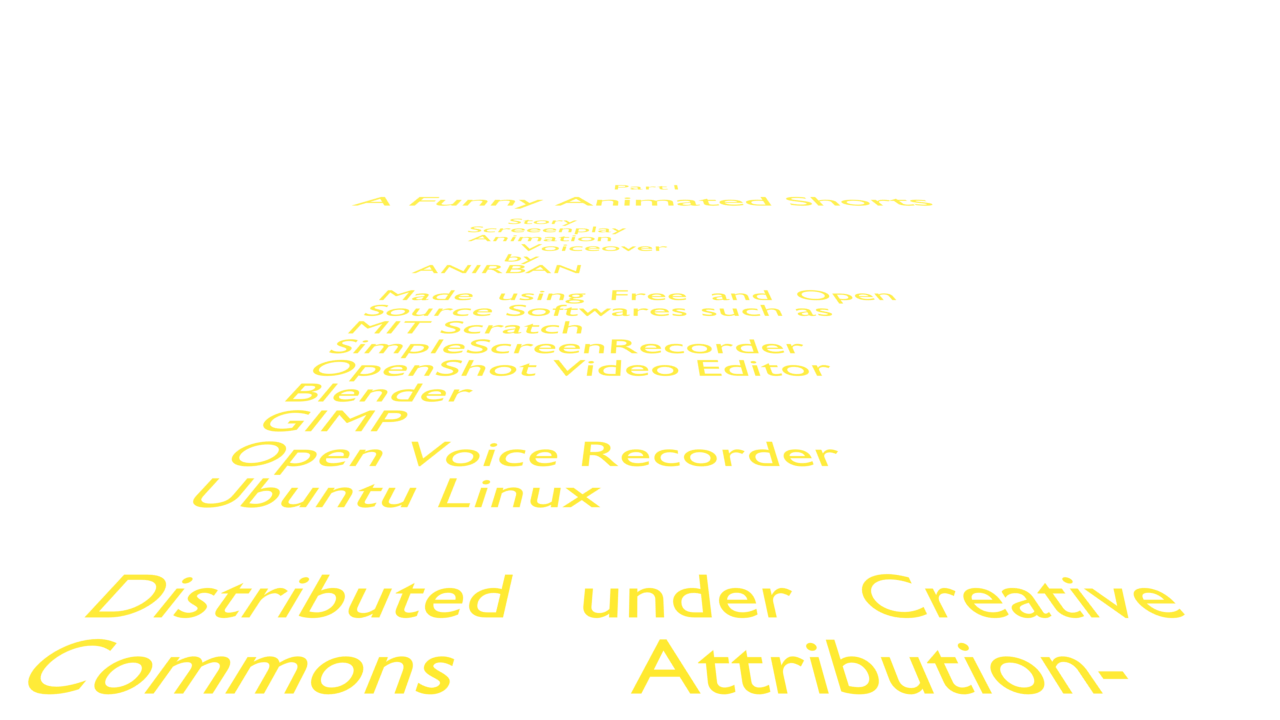 Part1
A Funny Animated Shorts
Story
Screeenplay
Animation
Voiceover
by
ANIRBAN
Made using Free and Open
Source Softwares such as
MIT Scratch
SimpleScreenRecorder
OpenShot Video Editor
Blender
GIMP
Open Voice Recorder
Ubuntu Linux
Distributed under Creative
Commons Attribution-